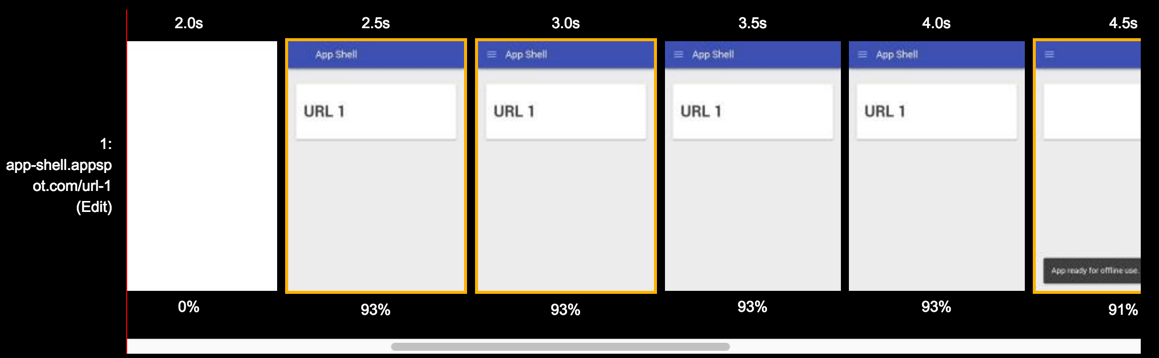 2.0s 2.5s 3.0s 3.5s 4.0s 4.5s
App Shell App Shell App Shell App Shell
URL 1 URL 1 URL 1 URL 1
1:
app-shell.appsp
ot.com/url-1
(Edit)
App ready for offline use.
0% 93% 93% 93% 93% 91%